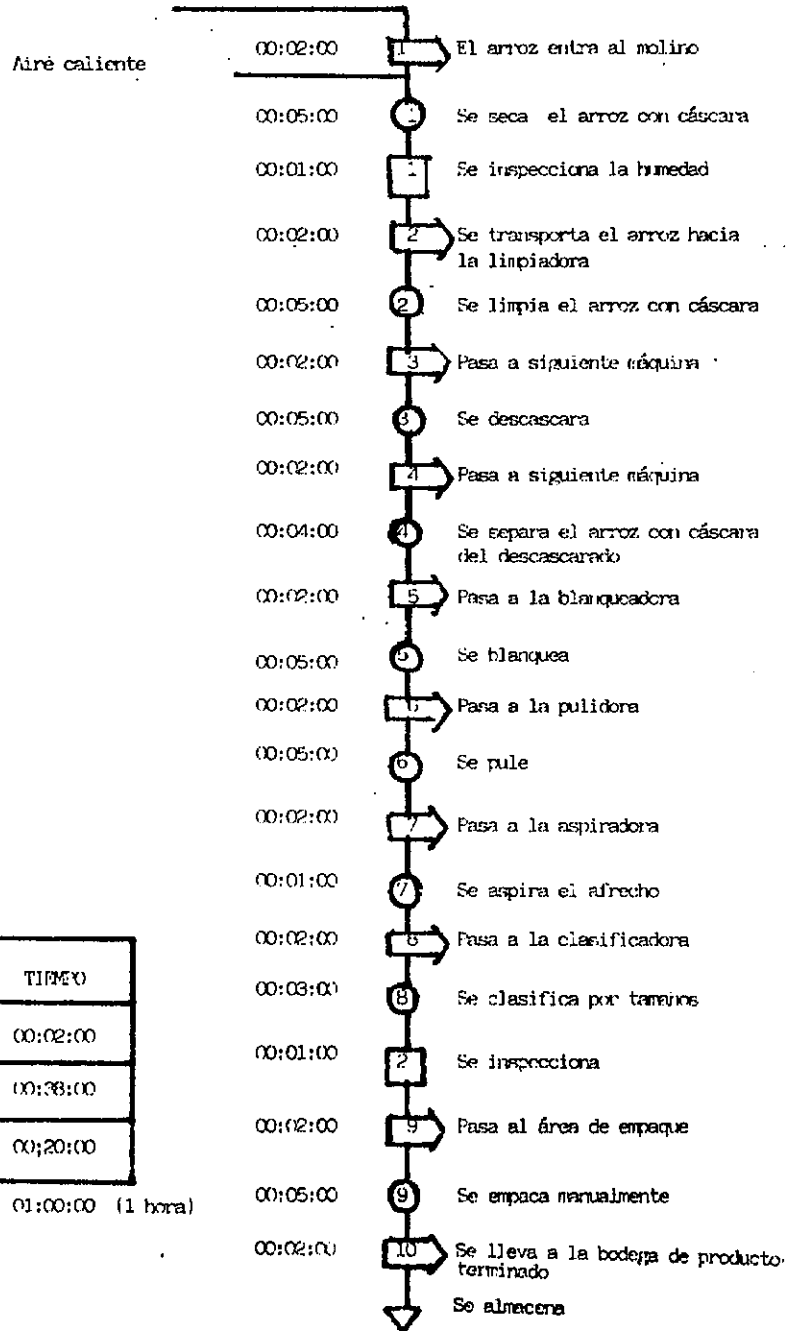 Aire caliente
00:02:00 1 El arroz entra al molino
00:05:00 1 Se seca el arroz con cáscara
00:01:00 1 Se inspecciona la humedad
00:02:00 2 Se transporta el arroz hacia
la limpiadora
00:05:00 2 Se limpia el arroz con cáscara
00:02:00 3 Pasa a siguiente máquina
00:05:00 3 Se descascara
00:02:00 4 Pasa a siguiente máquina
00:04:00 4 Se separa el arroz con cáscara
del descascarado
00:02:00 5 Pasa a la blanqueadora
00:05:00 5 Se blanquea
00:02:00 6 Pasa a la pulidora
00:05:00 6 Se pule
00:02:00 7 Pasa a la aspiradora
00:01:00 7 Se aspira el afrecho
00:02:00 8 Pasa a la clasificadora
00:03:00 8 Se clasifica por tamaños
00:01:00 2 Se inspecciona
00:02:00 9 Pasa al área de empaque
00:05:00 9 Se empaca manualmente
00:02:00 10 Se lleva a la bodega de producto
terminado
Se almacena
TIEMPO
00:02:00
00:38:00
00;20:00
01:00:00 (1 hora)